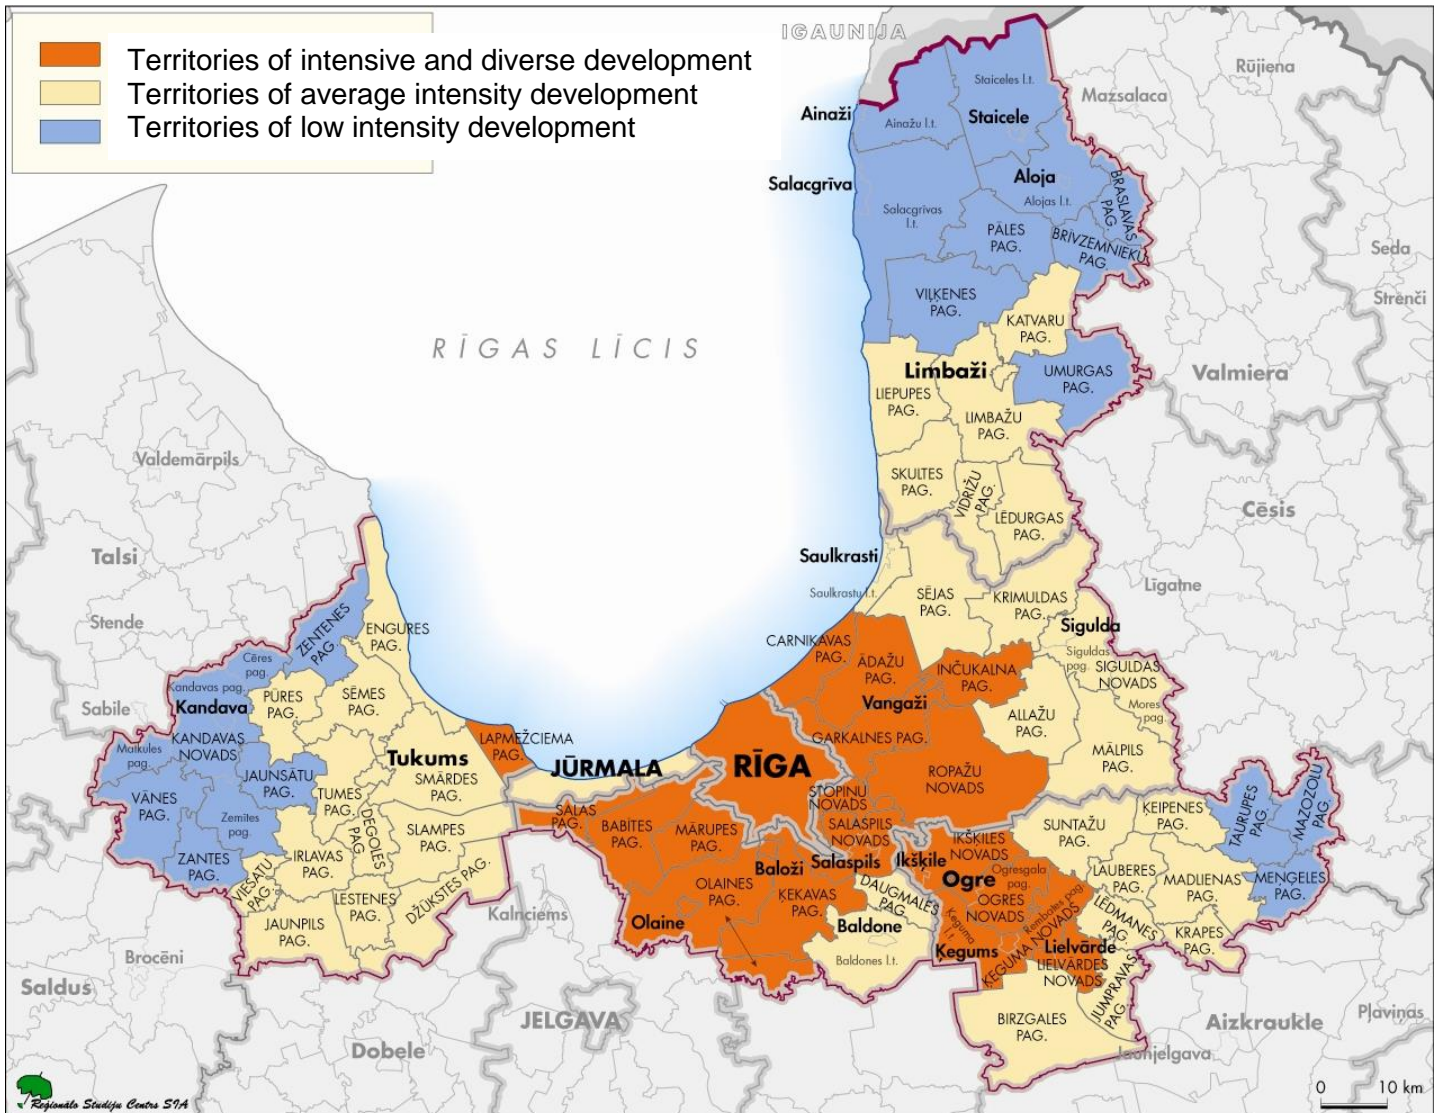 Territories of intensive and diverse development
Territories of average intensity development
Territories of low intensity development
IGAUNIJA
Rūjiena
Mazsalaca
Staiceles l.t.
Ainaži
Ainažu l.t.
Staicele
Salacgrīva
Aloja
Alojas l.t.
BRASLAVAS
PAG.
Salacgrīvas
l.t.
PĀLES
PAG.
BRĪVZEMNIEKU
PAG.
Seda
Strenči
VIĻĶENES
PAG.
KATVARU
PAG.
RĪGAS LĪCIS
Limbaži
UMURGAS
PAG.
Valmiera
LIEPUPES
PAG.
LIMBAŽU
PAG.
Valdemārpils
SKULTES
PAG.
VIDRIŽU
PAG.
LĒDURGAS
PAG.
Cēsis
Talsi
Saulkrasti
Saulkrastu l.t.
SĒJAS
PAG.
KRIMULDAS
PAG.
Līgatne
Stende
ZENTENES
PAG.
ENGURES
PAG.
CARNIKAVAS
PAG.
ĀDAŽU
PAG.
INČUKALNA
PAG.
Sigulda
Siguldas
pag.
SIGULDAS
NOVADS
Cēres
pag.
Kandavas pag.
Sabile
Kandava
PŪRES
PAG.
SĒMES
PAG.
Vangaži
ALLAŽU
PAG.
Mores
pag.
Matkules
pag.
KANDAVAS
NOVADS
LAPMEŽCIEMA
PAG.
GARKALNES PAG.
MĀLPILS
PAG.
Tukums
SMĀRDES
PAG.
JŪRMALA
RĪGA
ROPAŽU
NOVADS
JAUNSĀTU
PAG.
VĀNES
PAG.
TUMES
PAG.
STOPIŅU
NOVADS
TAURUPES
PAG.
MAZOZOLU
PAG.
Zemītes
pag.
DEGOLES
PAG.
SLAMPES
PAG.
SALAS
PAG.
BABĪTES
PAG.
MĀRUPES
PAG.
SALASPILS
NOVADS
SUNTAŽU
PAG.
ĶEIPENES
PAG.
ZANTES
PAG.
IRLAVAS
PAG.
Baloži
Salaspils
Ikšķile
IKŠĶILES
NOVADS
VIESATU
PAG.
DŽŪKSTES PAG.
OLAINES
PAG.
ĶEKAVAS
PAG.
DAUGMALES
PAG.
Ogre
Ogresgala
pag.
LAUBERES
PAG.
MADLIENAS
PAG.
MEŅĢELES
PAG.
LESTENES
PAG.
OGRES
NOVADS
Rembates pag.
LĒDMANES
PAG.
JAUNPILS
PAG.
Kalnciems
Olaine
Baldone
Ķeguma
l.t.
Ķegums
Lielvārde
KRAPES
PAG.
Brocēni
Baldones l.t.
ĶEGUMA NOVADS
LIELVĀRDES
NOVADS
JUMPRAVAS
PAG.
Saldus
JELGAVA
BIRZGALES
PAG.
Aizkraukle
Pļaviņas
Dobele
Jaunjelgava
Reģionālo Studiju Centrs SIA
0 10 km